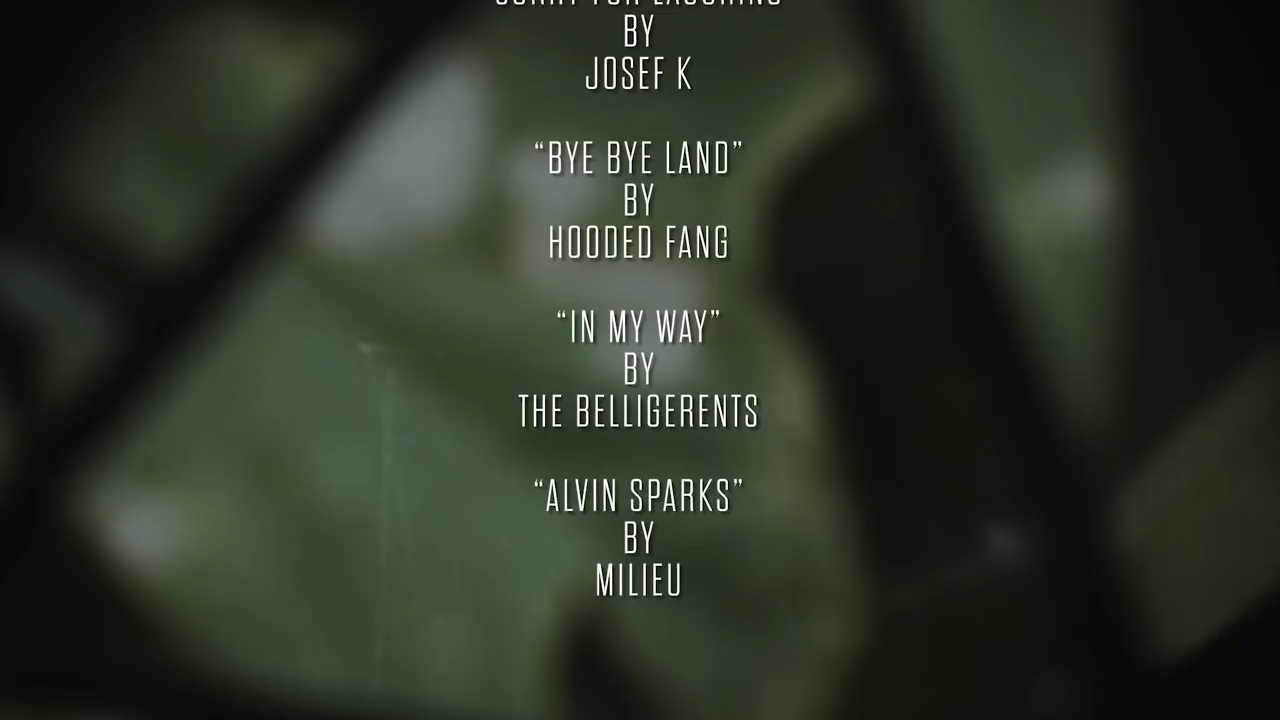 BY
JOSEF K
“BYE BYE LAND”
BY
HOODED FANG
“IN MY WAY”
BY
THE BELLIGERENTS
“ALVIN SPARKS”
BY
MILIEU